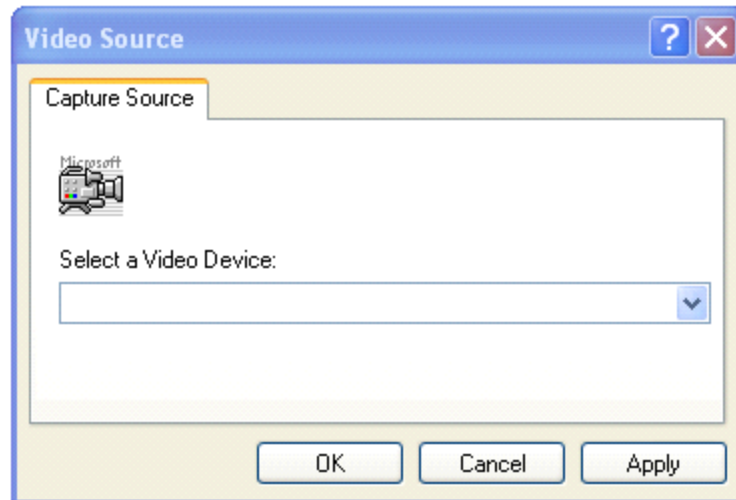 Video Source
Capture Source
Microsoft
Select a Video Device:
OK Cancel Apply